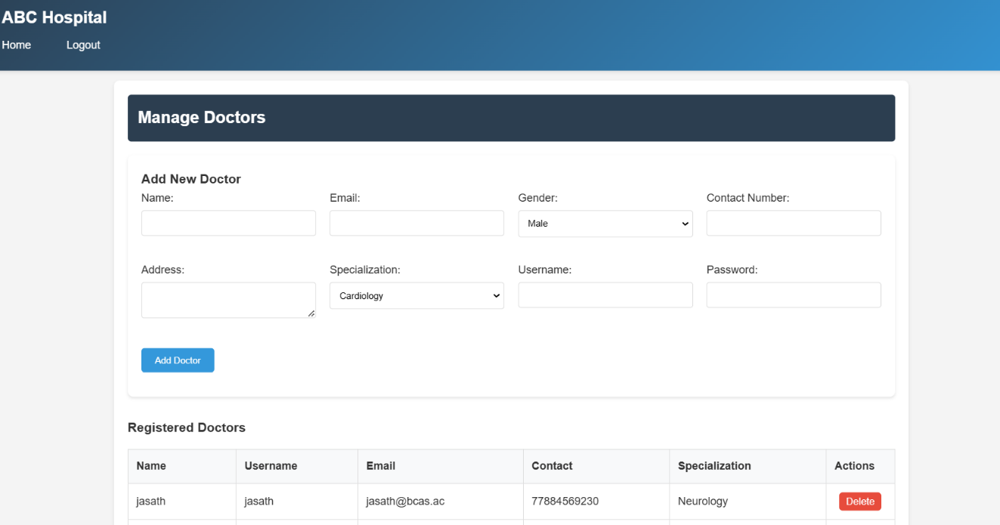 ABC Hospital
Home Logout
Manage Doctors
Add New Doctor
Name: Email: Gender: Contact Number:
Male
Address: Specialization: Username: Password:
Cardiology
Add Doctor
Registered Doctors
Name Username Email Contact Specialization Actions
jasath jasath jasath@bcas.ac 77884569230 Neurology Delete